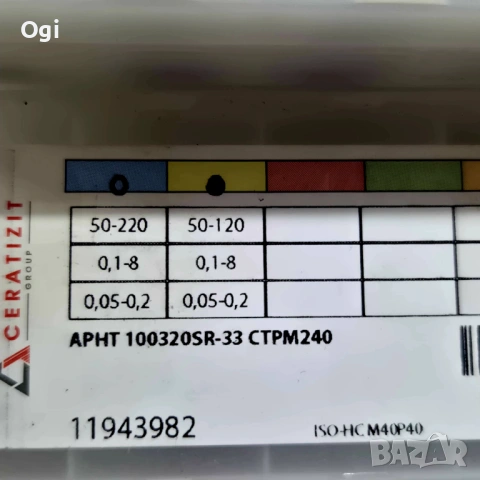 Ogi
CERATIZIT
GROUP
50-220 50-120
0,1-8 0,1-8
0,05-0,2 0,05-0,2
APHT 100320SR-33 CTPM240
11943982
ISO-HC M40P40
bazar